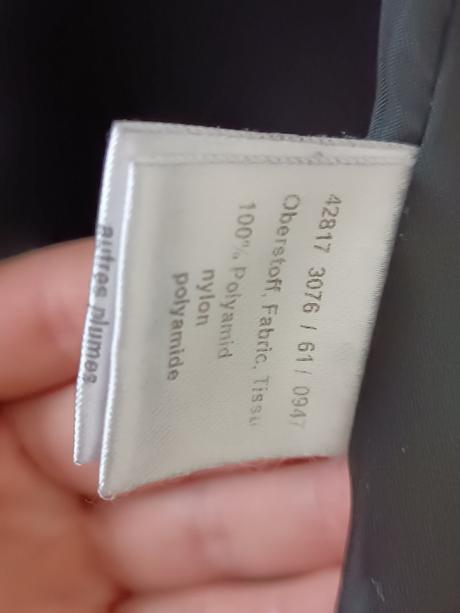 42817 3076 / 61 / 0947
Oberstoff, Fabric, Tissu
100% Polyamid
nylon
polyamide
autres plumes